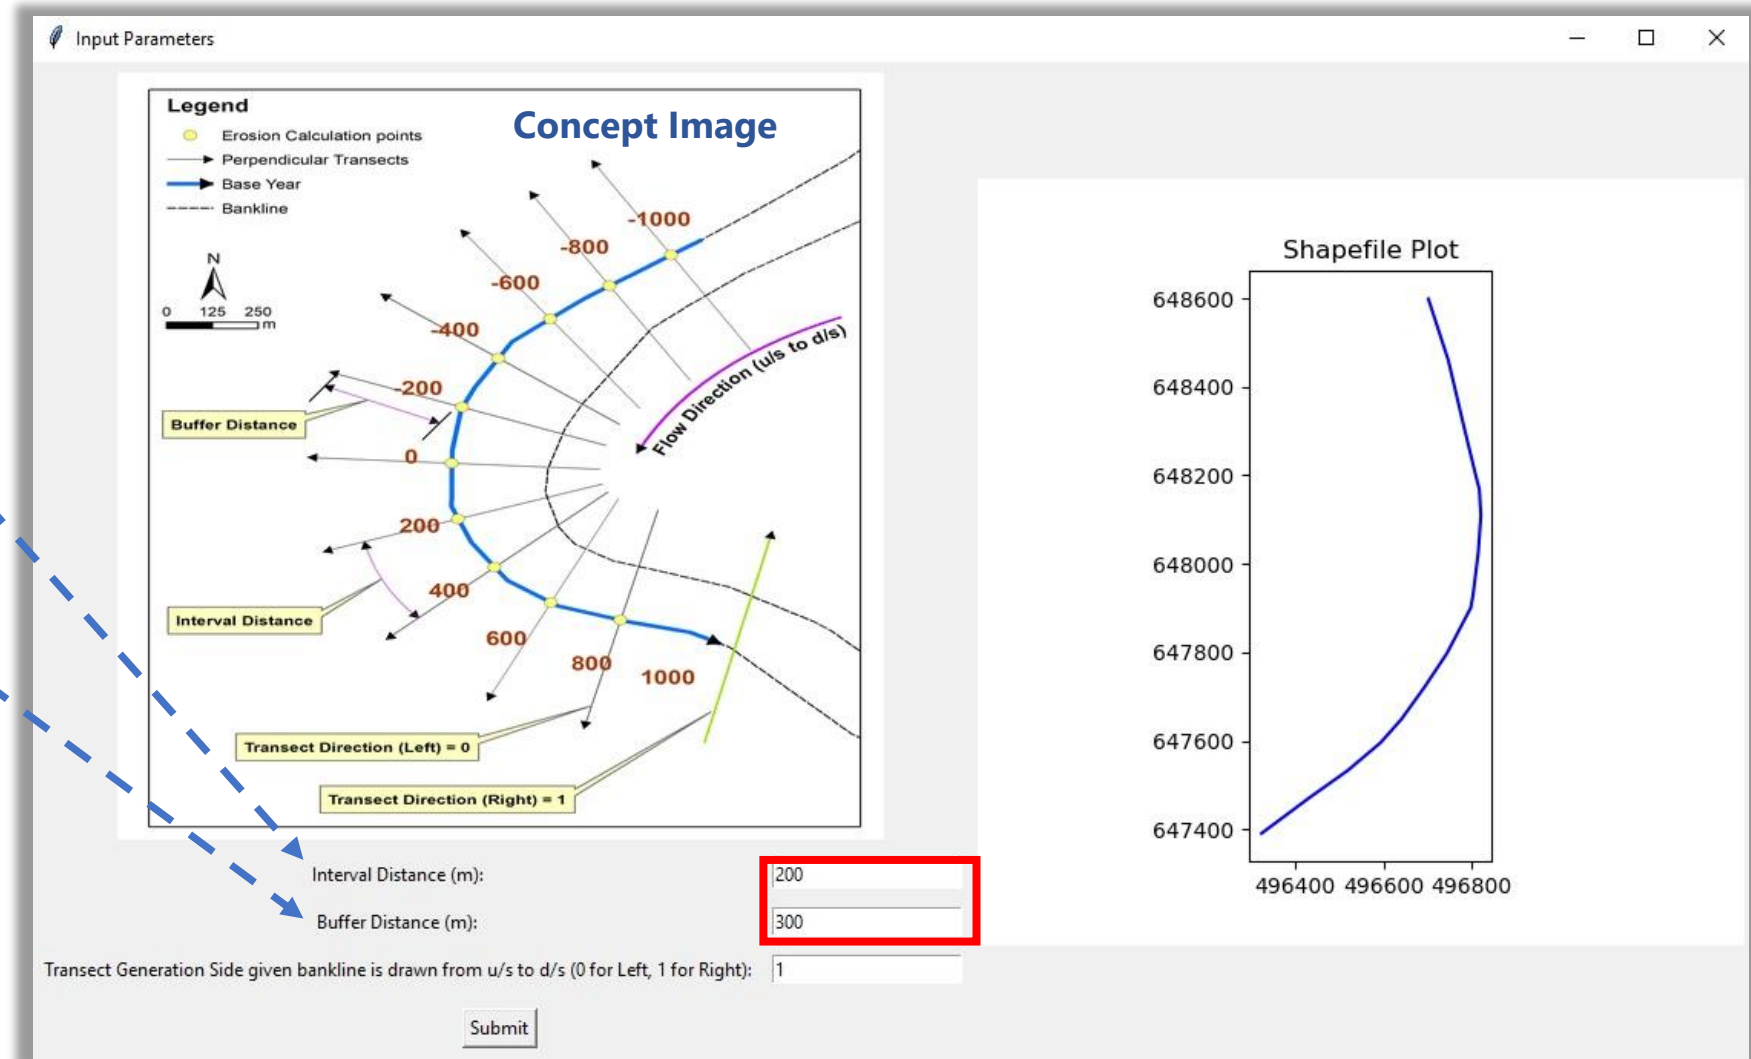 Input Parameters
Legend
Erosion Calculation points
Perpendicular Transects
Base Year
Bankline
Concept Image
N
0 125 250
m
-1000
-800
-600
-400
-200
0
200
400
600
800
1000
Flow Direction (u/s to d/s)
Buffer Distance
Interval Distance
Transect Direction (Left) = 0
Transect Direction (Right) = 1
Shapefile Plot
648600
648400
648200
648000
647800
647600
647400
496400 496600 496800
Interval Distance (m): 200
Buffer Distance (m): 300
Transect Generation Side given bankline is drawn from u/s to d/s (0 for Left, 1 for Right): 1
Submit